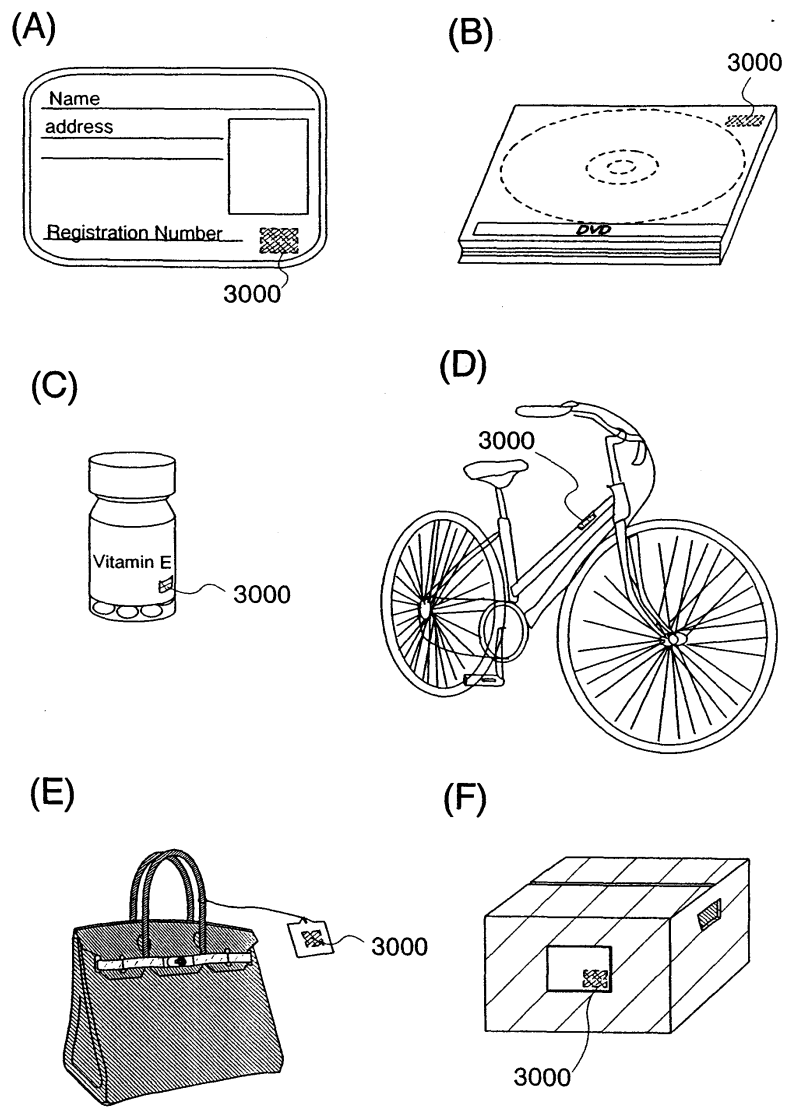 (A)
Name
address
Registration Number
3000
(B)
3000
DVD
(C)
Vitamin E
3000
(D)
3000
(E)
3000
(F)
3000